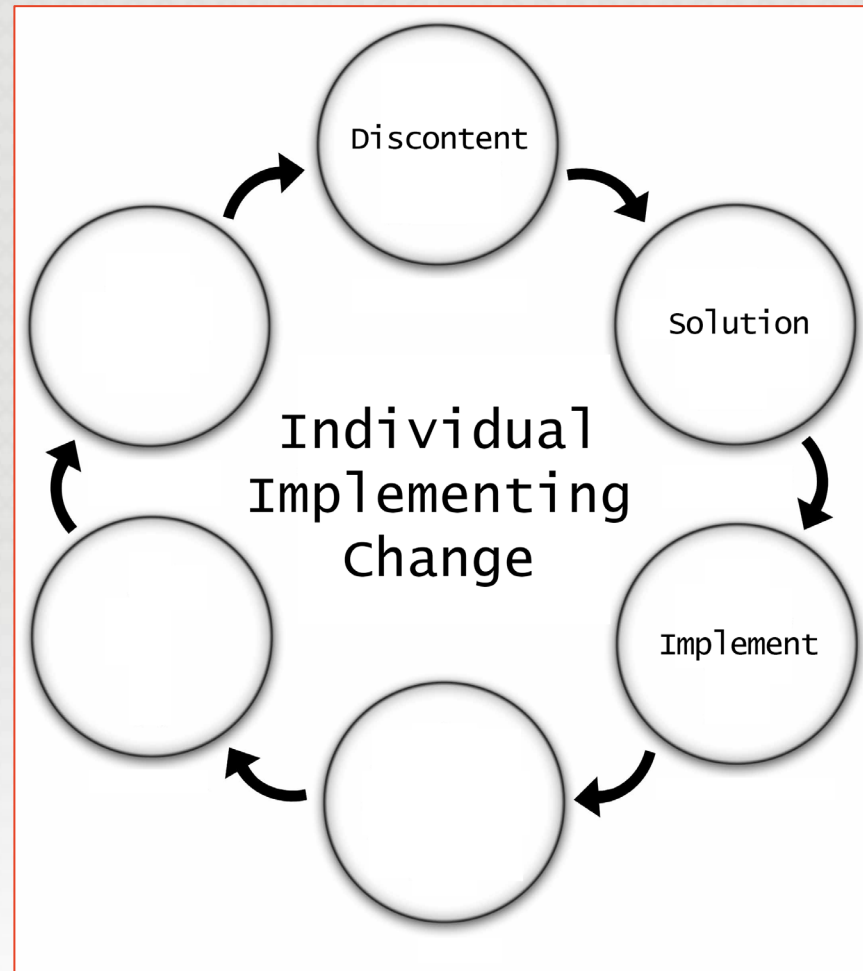 Discontent
Solution
Individual
Implementing
Change
Implement